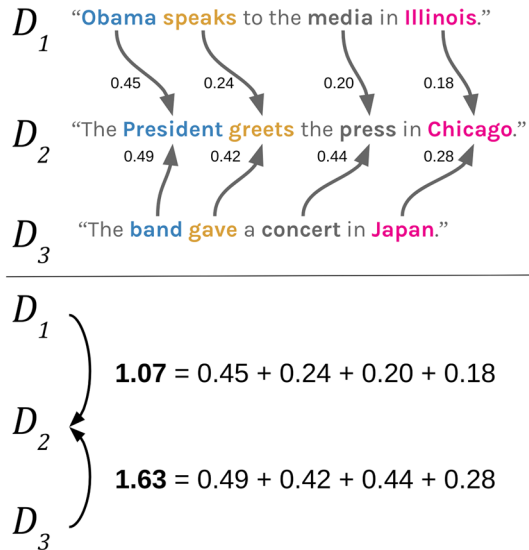 D1 “Obama speaks to the media in Illinois.”
0.45 0.24 0.20 0.18
D2 “The President greets the press in Chicago.”
0.49 0.42 0.44 0.28
D3 “The band gave a concert in Japan.”
D1
1.07 = 0.45 + 0.24 + 0.20 + 0.18
D2
1.63 = 0.49 + 0.42 + 0.44 + 0.28
D3